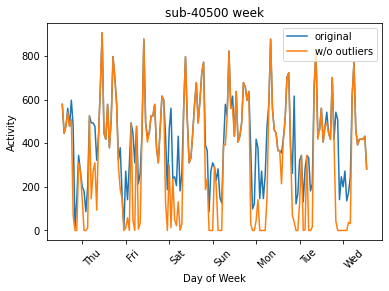 sub-40500 week
original
w/o outliers
Activity
800
600
400
200
0
Thu
Fri
Sat
Sun
Mon
Tue
Wed
Day of Week